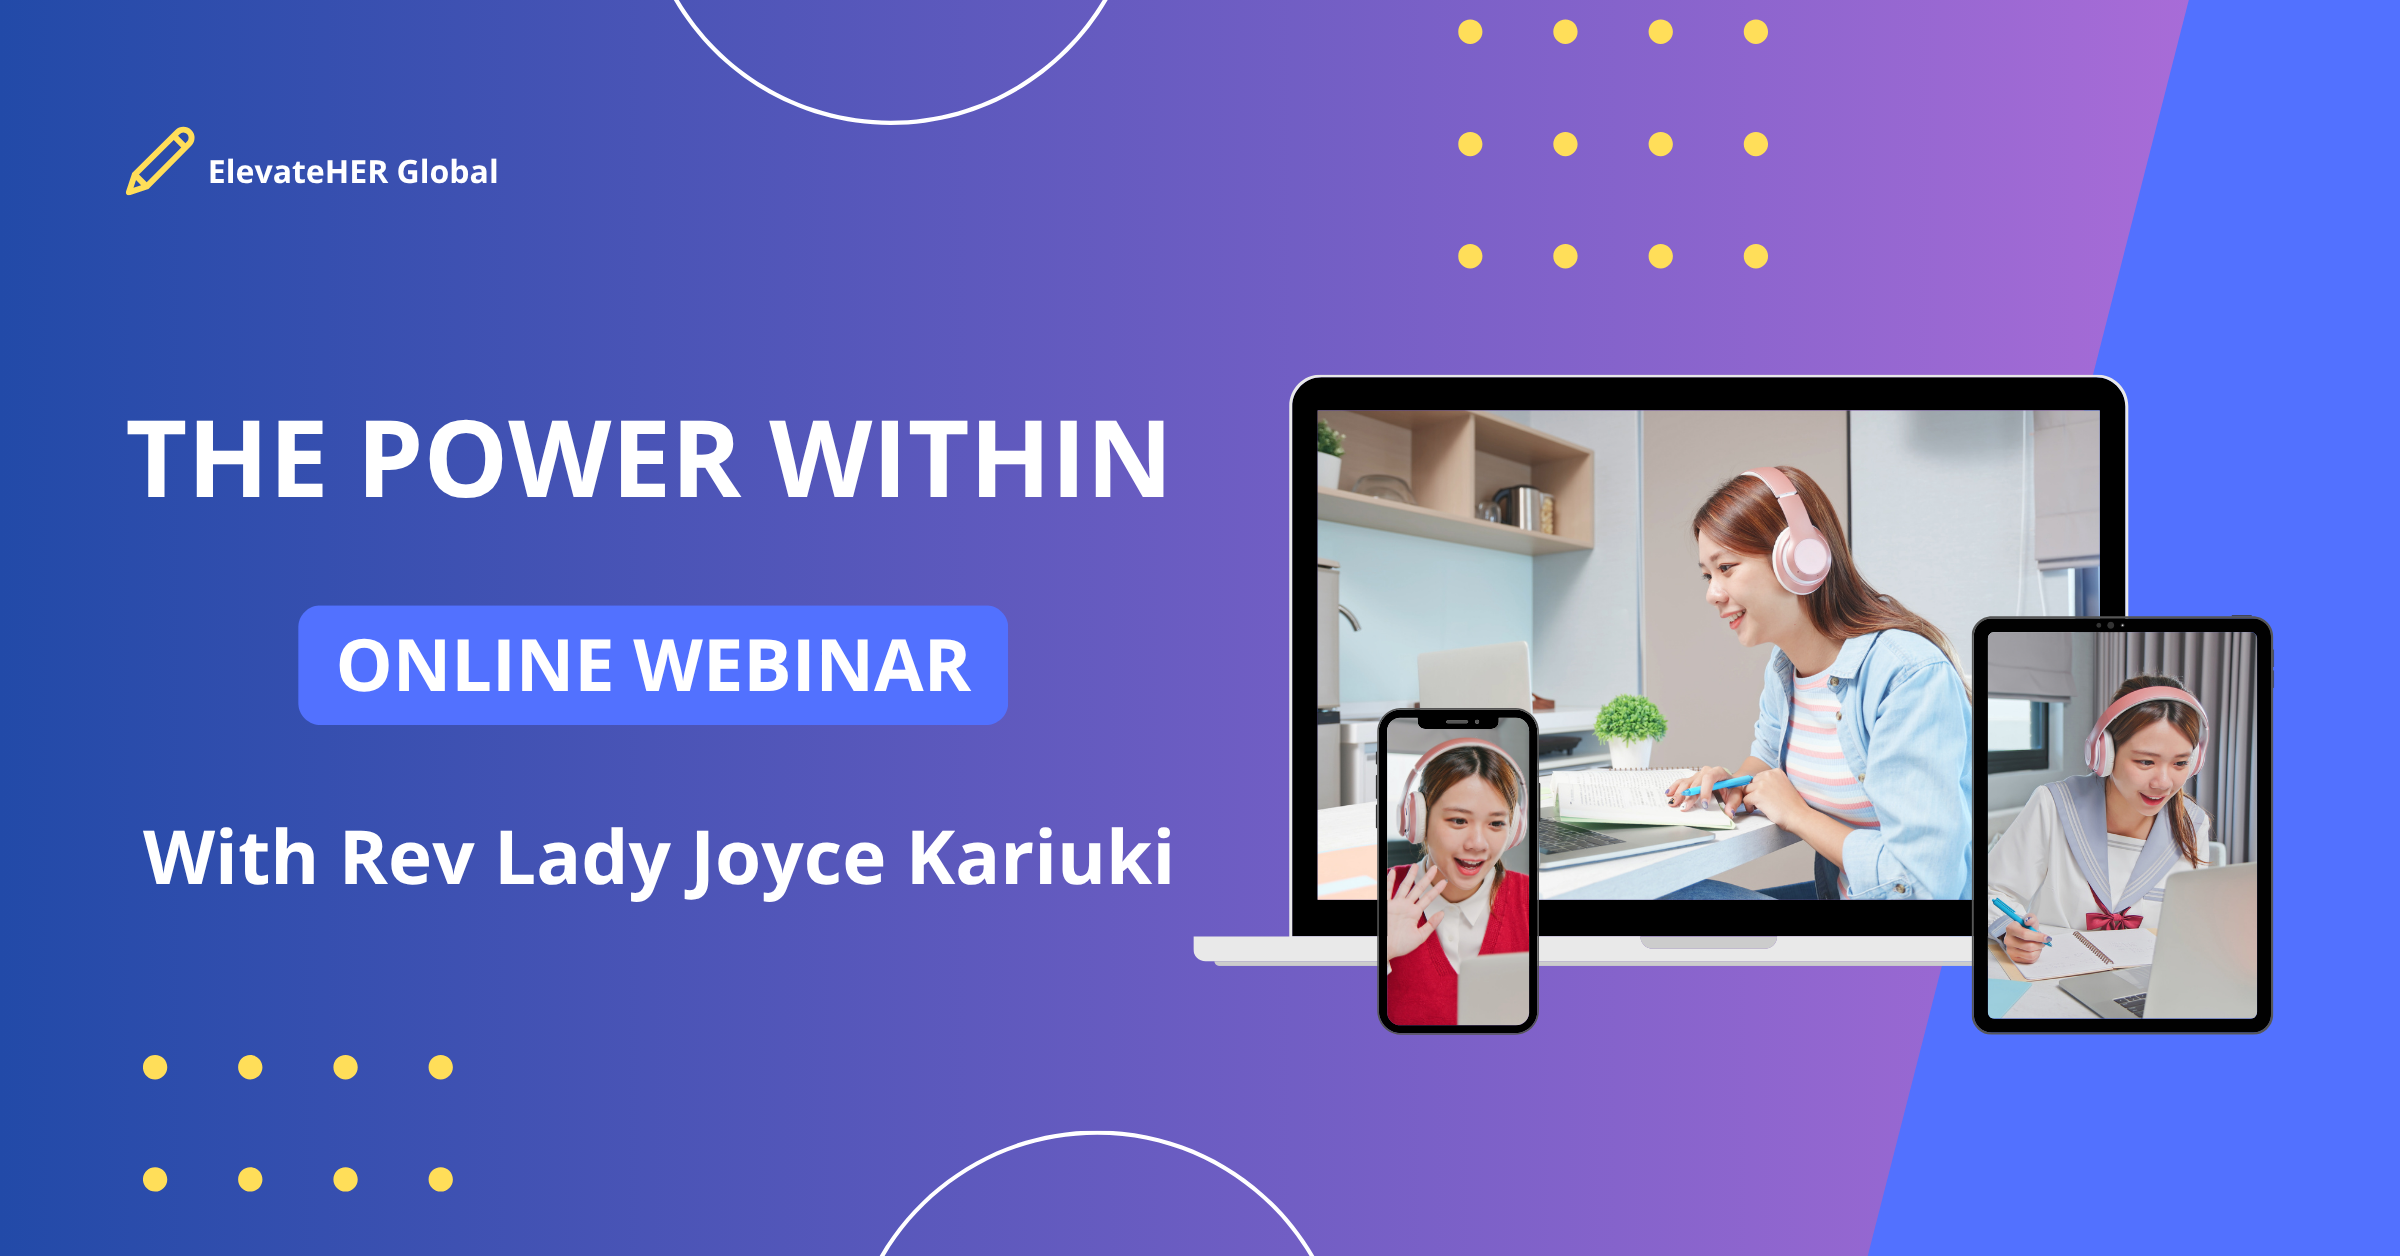 ElevateHER Global
THE POWER WITHIN
ONLINE WEBINAR
With Rev Lady Joyce Kariuki